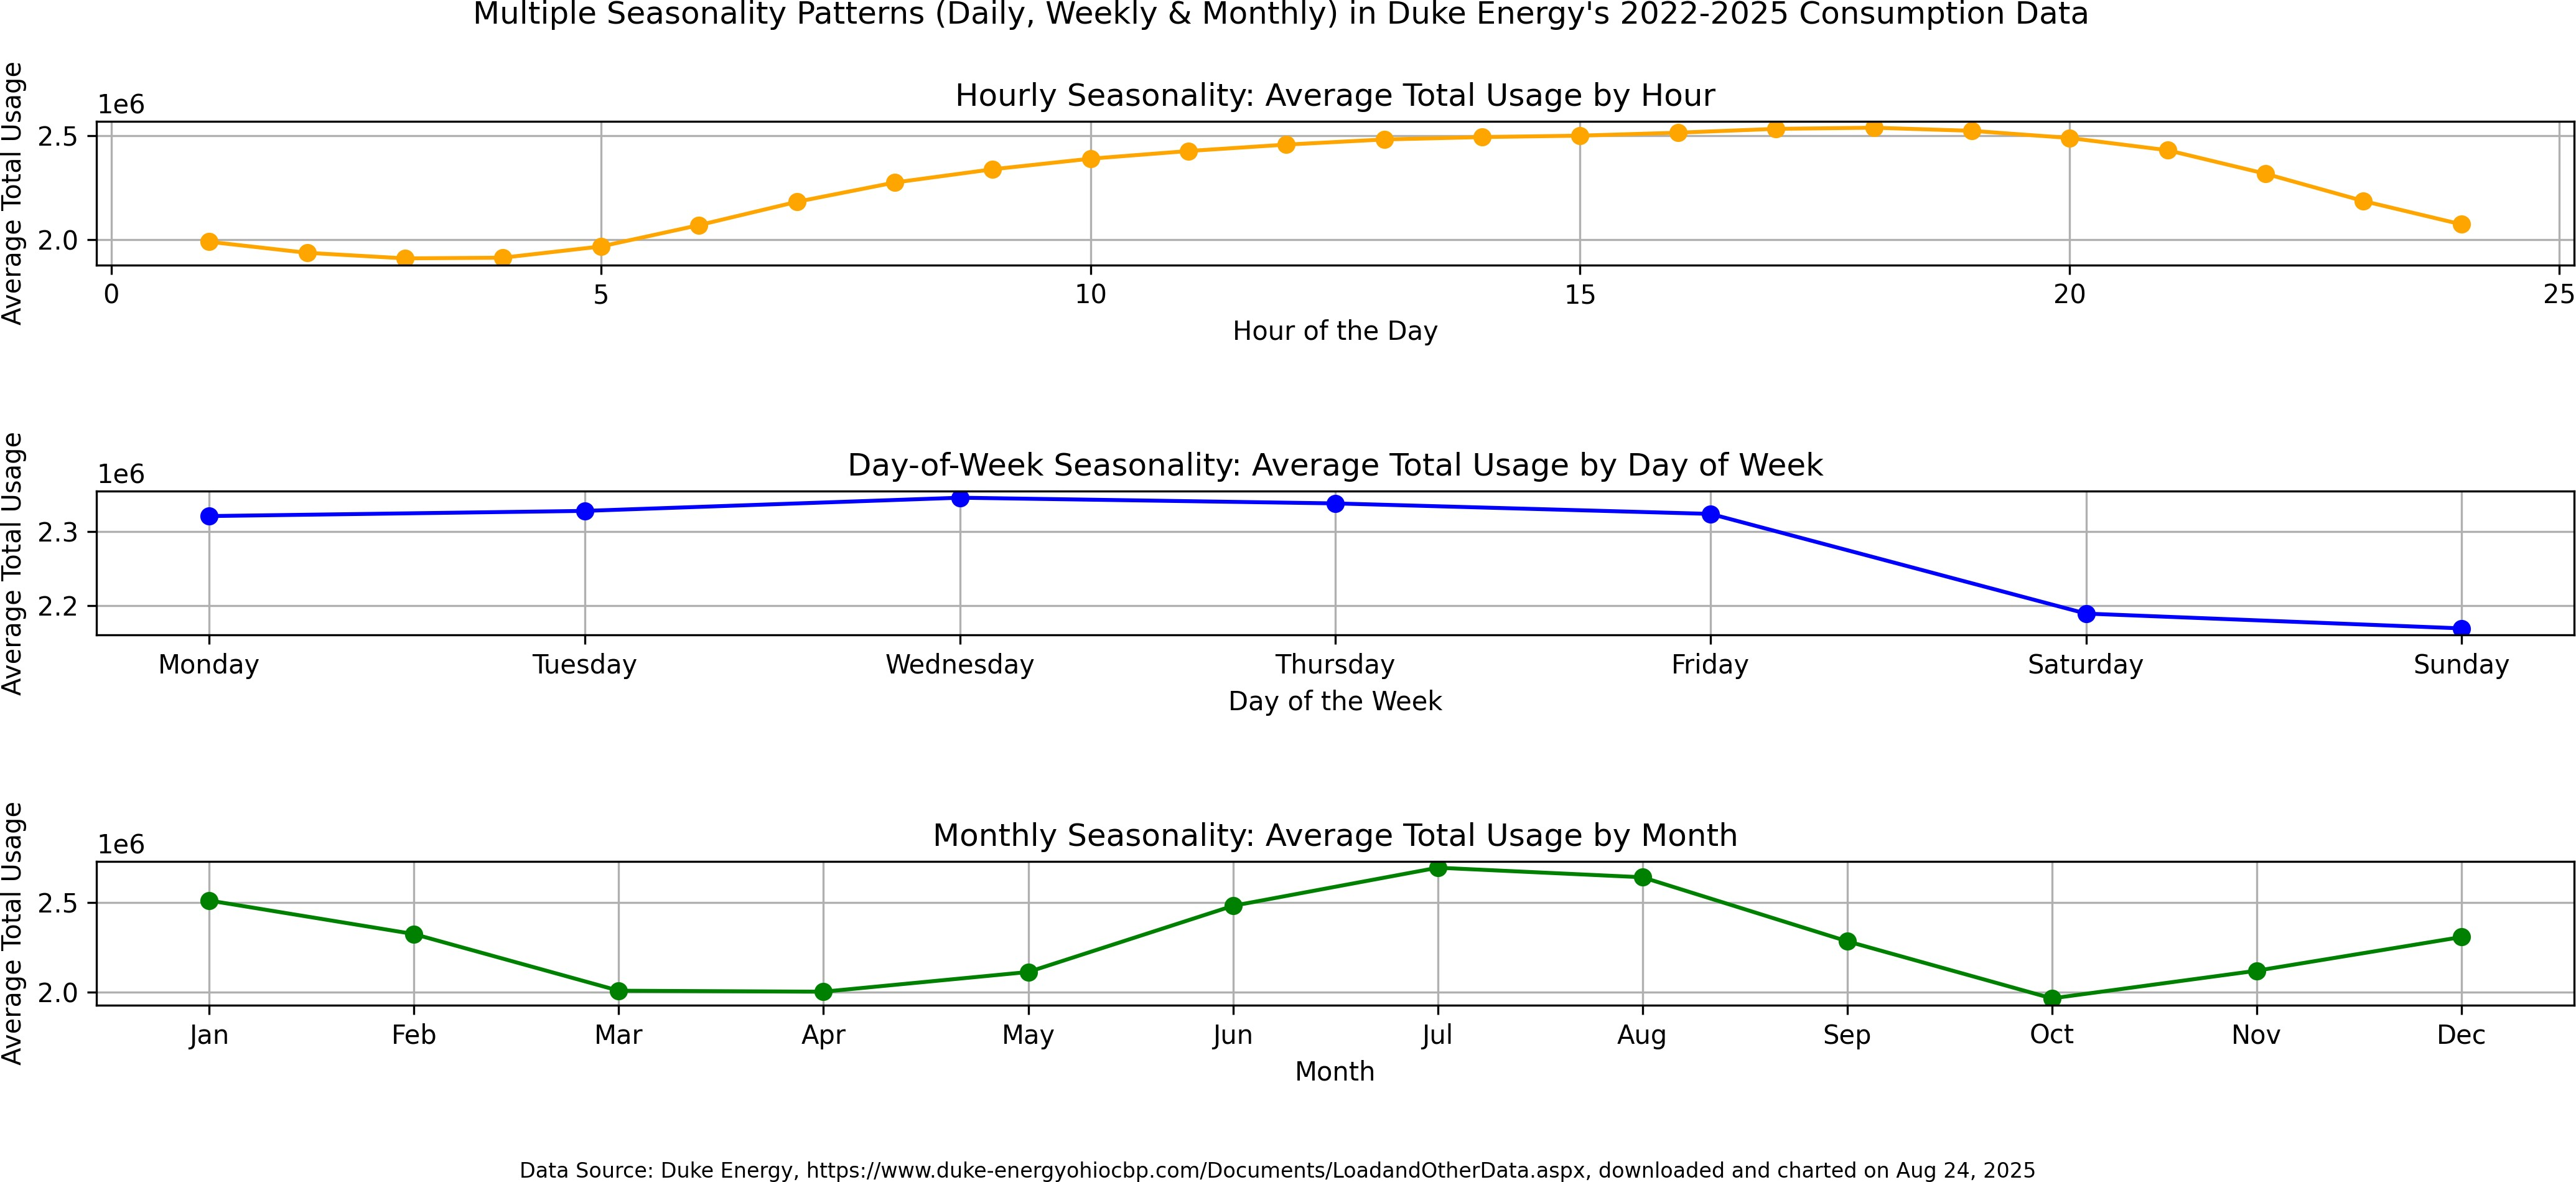 Multiple Seasonality Patterns (Daily, Weekly & Monthly) in Duke Energy's 2022-2025 Consumption Data
Hourly Seasonality: Average Total Usage by Hour
1e6
Average Total Usage
2.5
2.0
0 5 10 15 20 25
Hour of the Day
Day-of-Week Seasonality: Average Total Usage by Day of Week
1e6
Average Total Usage
2.3
2.2
Monday Tuesday Wednesday Thursday Friday Saturday Sunday
Day of the Week
Monthly Seasonality: Average Total Usage by Month
1e6
Average Total Usage
2.5
2.0
Jan Feb Mar Apr May Jun Jul Aug Sep Oct Nov Dec
Month
Data Source: Duke Energy, https://www.duke-energyohiocbp.com/Documents/LoadandOtherData.aspx, downloaded and charted on Aug 24, 2025